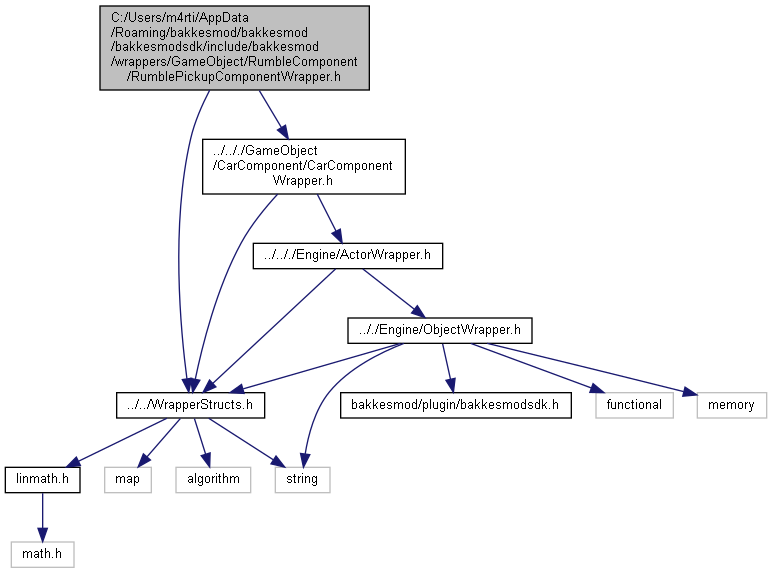 C:/Users/m4rti/AppData
/Roaming/bakkesmod/bakkesmod
/bakkesmodsdk/include/bakkesmod
/wrappers/GameObject/RumbleComponent
/RumblePickupComponentWrapper.h
../../../GameObject
/CarComponent/CarComponent
Wrapper.h
../../../Engine/ActorWrapper.h
../../Engine/ObjectWrapper.h
../../WrapperStructs.h
bakkesmod/plugin/bakkesmodsdk.h
functional
memory
linmath.h
map
algorithm
string
math.h